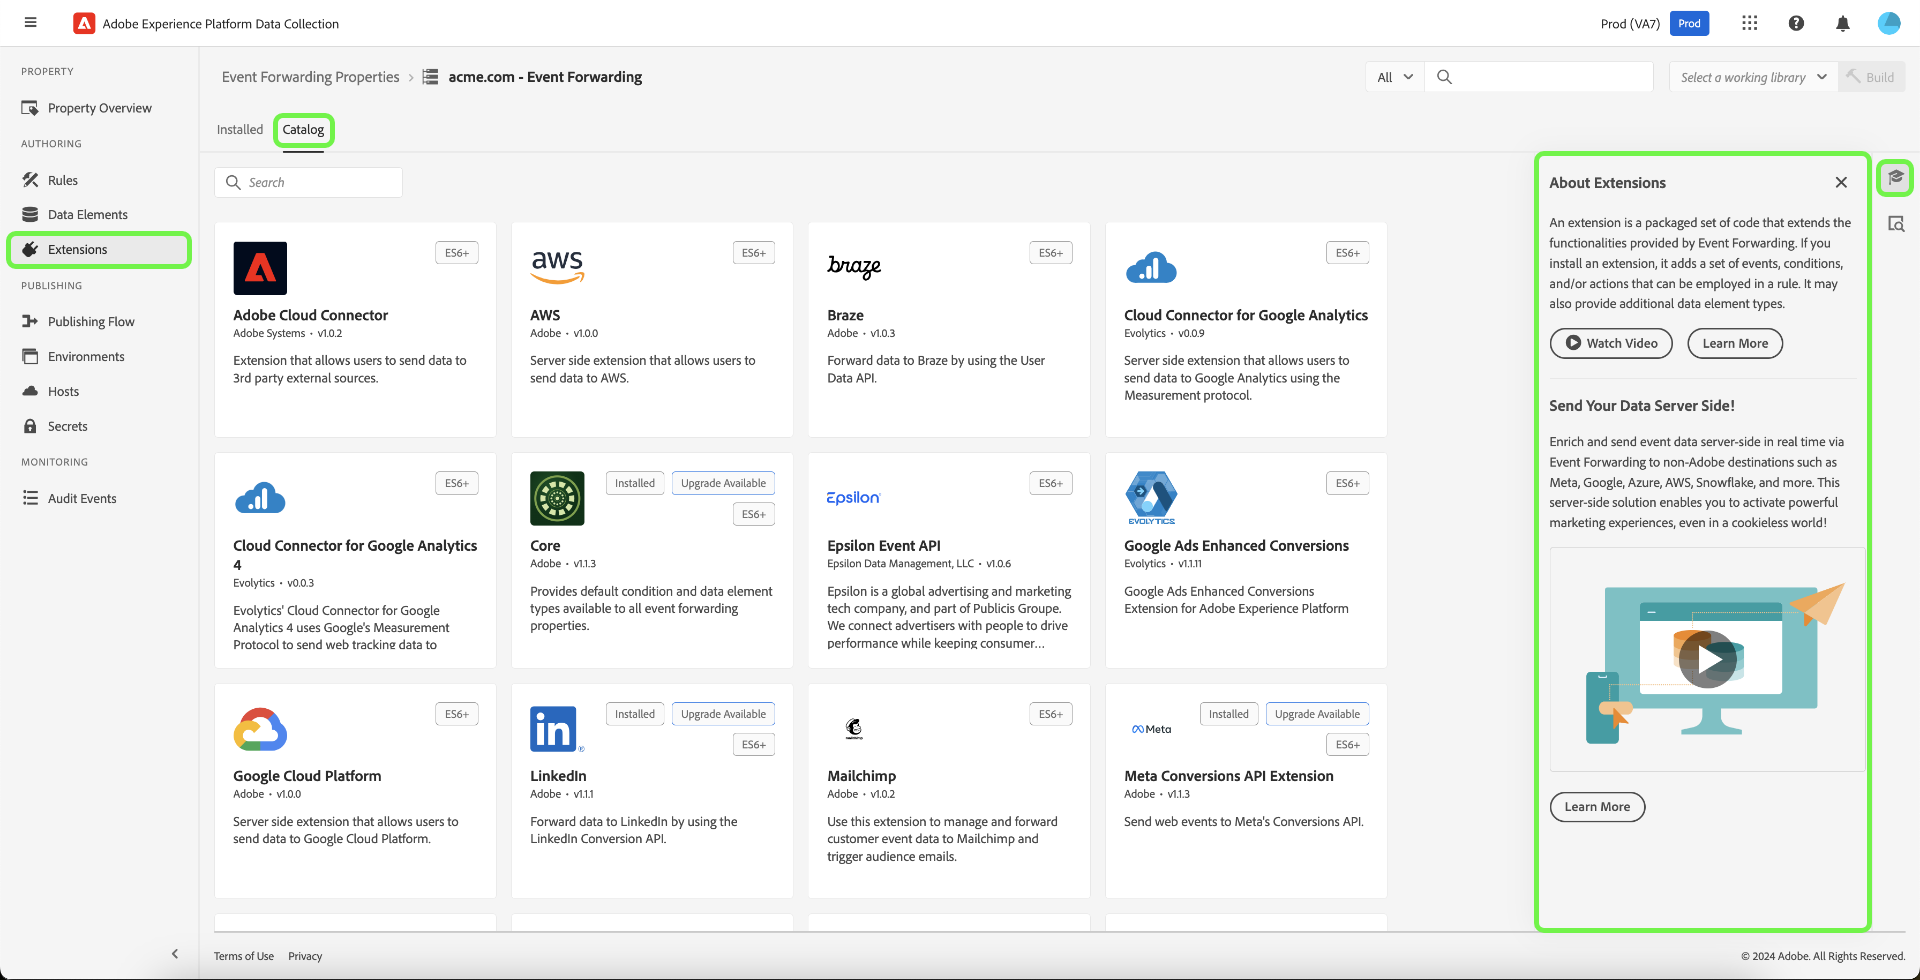 Adobe Experience Platform Data Collection
Prod (VA7)
Prod
PROPERTY
Property Overview
AUTHORING
Rules
Data Elements
Extensions
PUBLISHING
Publishing Flow
Environments
Hosts
Secrets
MONITORING
Audit Events
Event Forwarding Properties
acme.com - Event Forwarding
All
Select a working library
Build
Installed
Catalog
Search
ES6+
Adobe Cloud Connector
Adobe Systems • v1.0.2
Extension that allows users to send data to
3rd party external sources.
aws
ES6+
AWS
Adobe • v1.0.0
Server side extension that allows users to
send data to AWS.
braze
ES6+
Braze
Adobe • v1.0.3
Forward data to Braze by using the User
Data API.
ES6+
Cloud Connector for Google Analytics
Evolytics • v0.0.9
Server side extension that allows users to
send data to Google Analytics using the
Measurement protocol.
ES6+
Cloud Connector for Google Analytics
4
Evolytics • v0.0.3
Evolytics' Cloud Connector for Google
Analytics 4 uses Google's Measurement
Protocol to send web tracking data to
Installed
Upgrade Available
ES6+
Core
Adobe • v1.1.3
Provides default condition and data element
types available to all event forwarding
properties.
Epsilon
ES6+
Epsilon Event API
Epsilon Data Management, LLC • v1.0.6
Epsilon is a global advertising and marketing
tech company, and part of Publicis Groupe.
We connect advertisers with people to drive
performance while keeping consumer...
EVOLYTICS
ES6+
Google Ads Enhanced Conversions
Evolytics • v1.1.11
Google Ads Enhanced Conversions
Extension for Adobe Experience Platform
ES6+
Google Cloud Platform
Adobe • v1.0.0
Server side extension that allows users to
send data to Google Cloud Platform.
in
Installed
Upgrade Available
ES6+
LinkedIn
Adobe • v1.1.1
Forward data to LinkedIn by using the
LinkedIn Conversion API.
ES6+
Mailchimp
Adobe • v1.0.2
Use this extension to manage and forward
customer event data to Mailchimp and
trigger audience emails.
Meta
Installed
Upgrade Available
ES6+
Meta Conversions API Extension
Adobe • v1.1.3
Send web events to Meta's Conversions API.
About Extensions
An extension is a packaged set of code that extends the
functionalities provided by Event Forwarding. If you
install an extension, it adds a set of events, conditions,
and/or actions that can be employed in a rule. It may
also provide additional data element types.
Watch Video
Learn More
Send Your Data Server Side!
Enrich and send event data server-side in real time via
Event Forwarding to non-Adobe destinations such as
Meta, Google, Azure, AWS, Snowflake, and more. This
server-side solution enables you to activate powerful
marketing experiences, even in a cookieless world!
Learn More
Terms of Use
Privacy
© 2024 Adobe. All Rights Reserved.